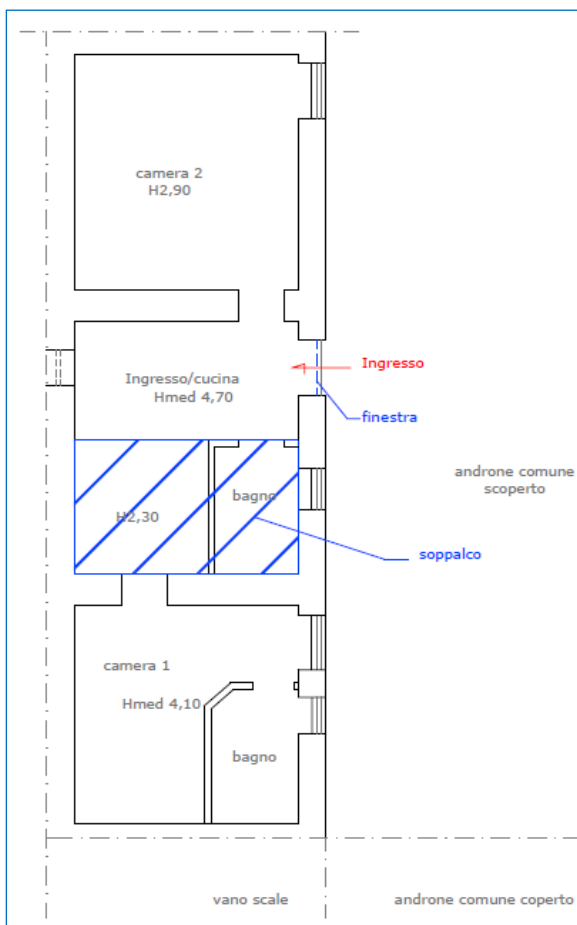 camera 2
H2,90
Ingresso
Ingresso/cucina
Hmed 4,70
finestra
androne comune
scoperto
bagno
H2,30
soppalco
camera 1
Hmed 4,10
bagno
vano scale
androne comune coperto